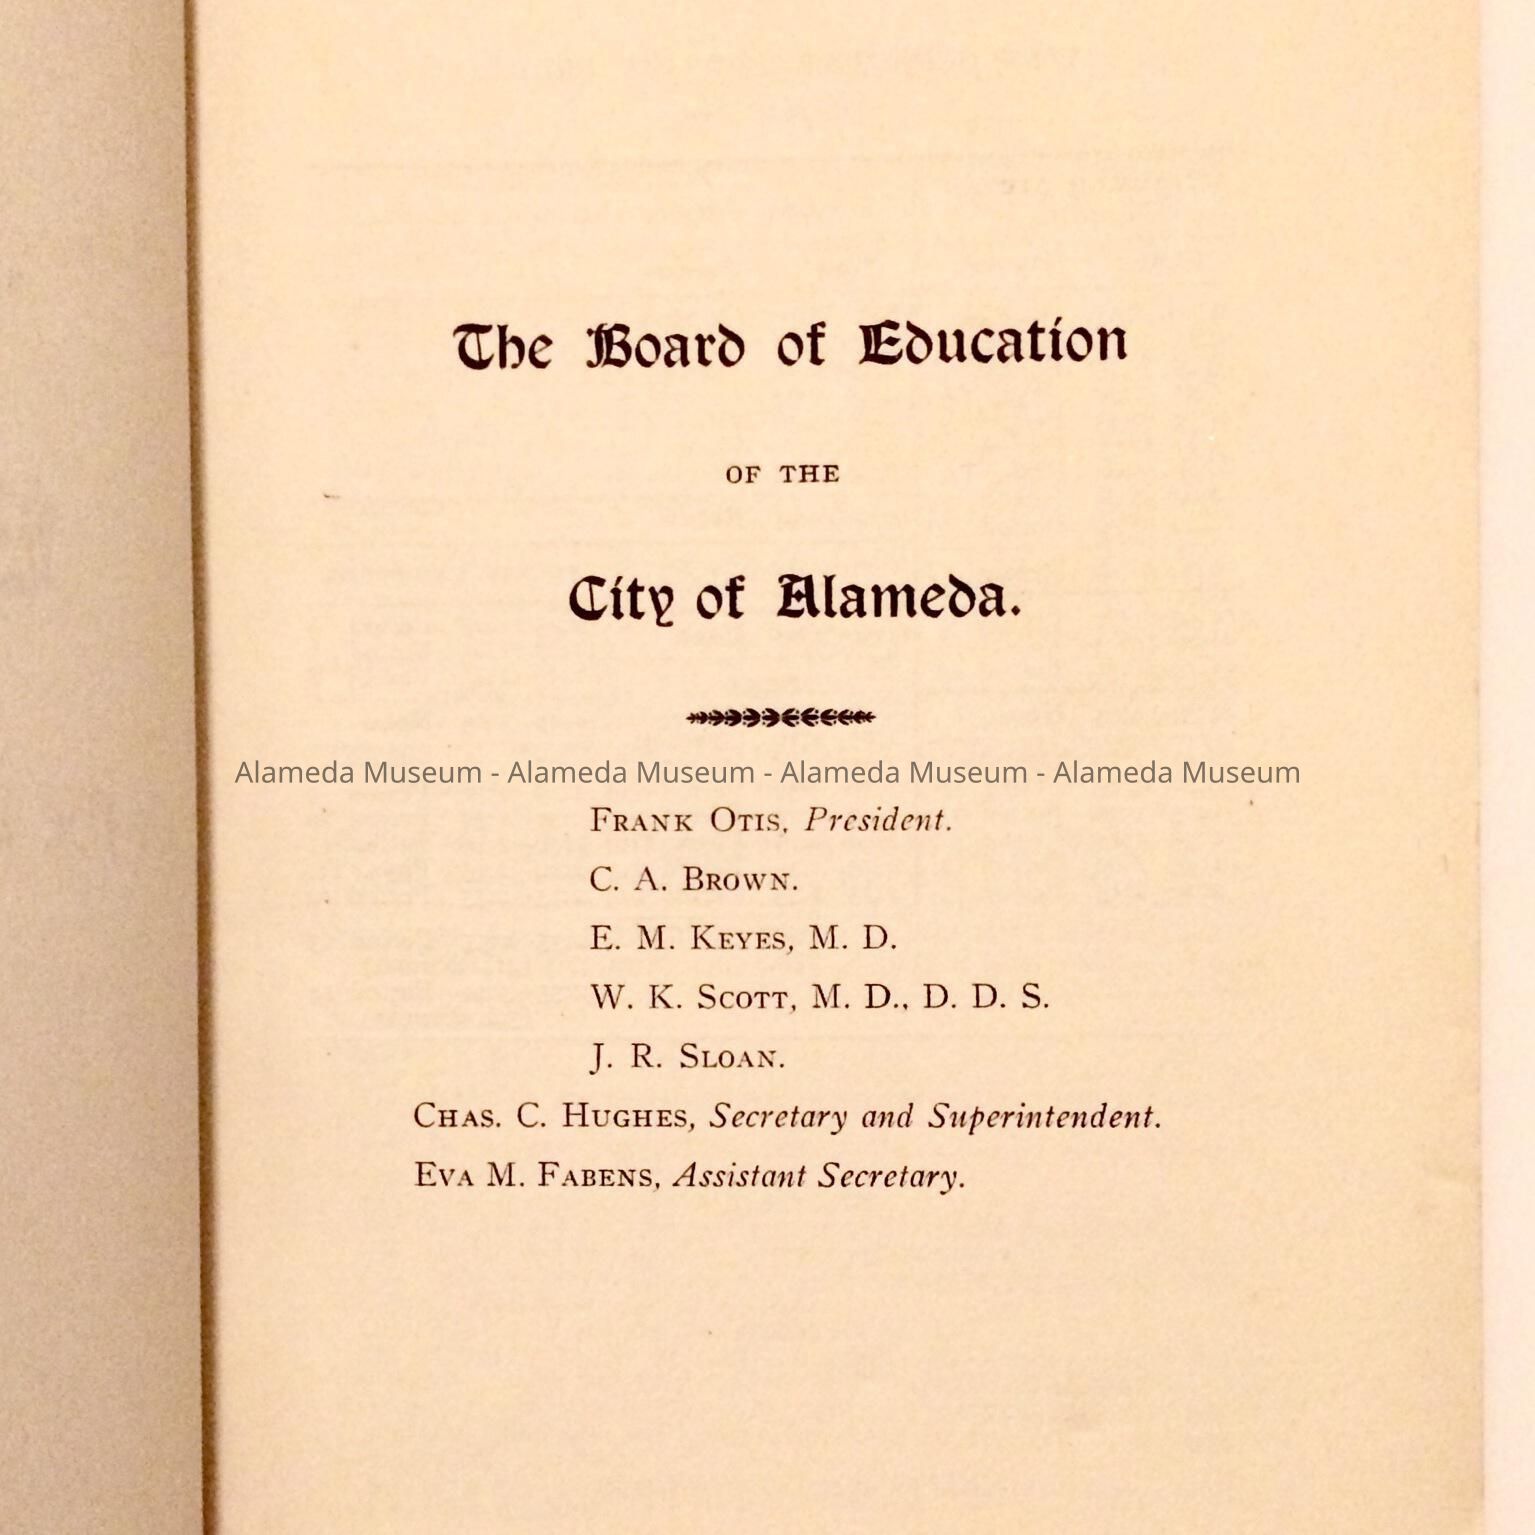 The Board of Education
OF THE
City of Alameda.
Alameda Museum - Alameda Museum - Alameda Museum - Alameda Museum
FRANK OTIS, President.
C. A. BROWN.
E. M. KEYES, M. D.
W. K. SCOTT, M. D., D. D. S.
J. R. SLOAN.
CHAS. C. HUGHES, Secretary and Superintendent.
EVA M. FABENS, Assistant Secretary.